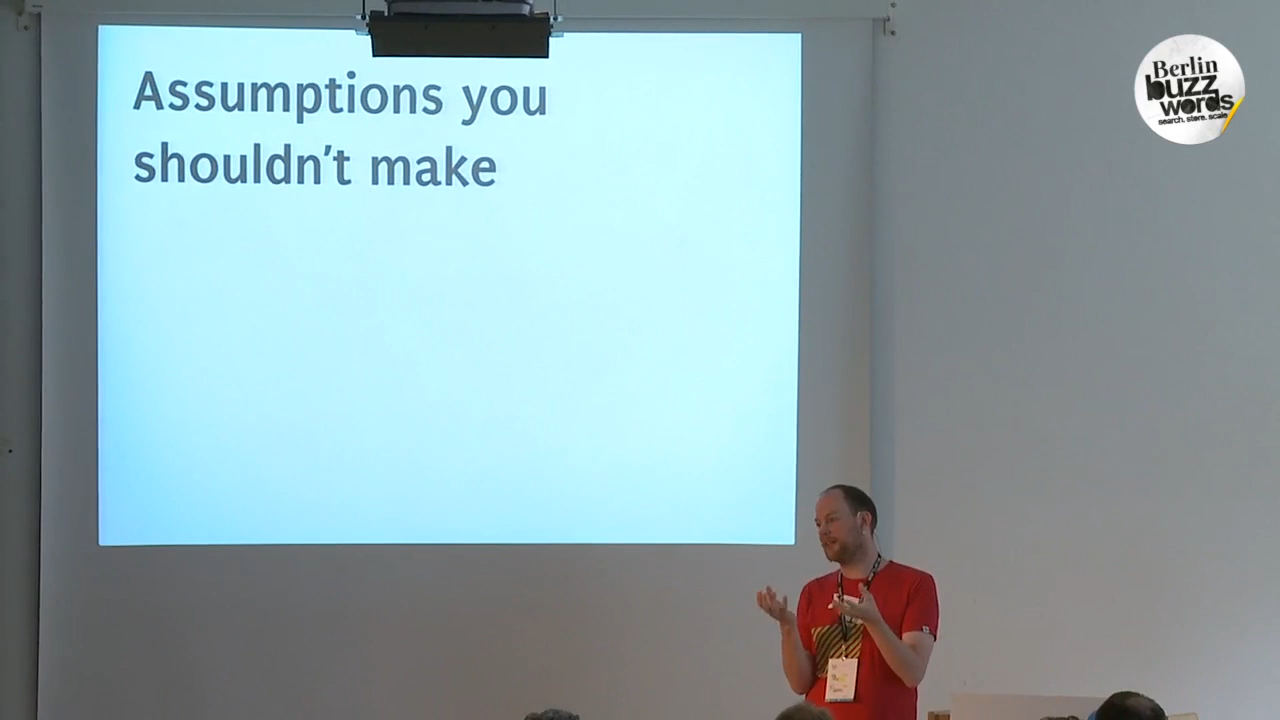 Assumptions you
shouldn't make
Berlin
buzz
words
search. store. scale